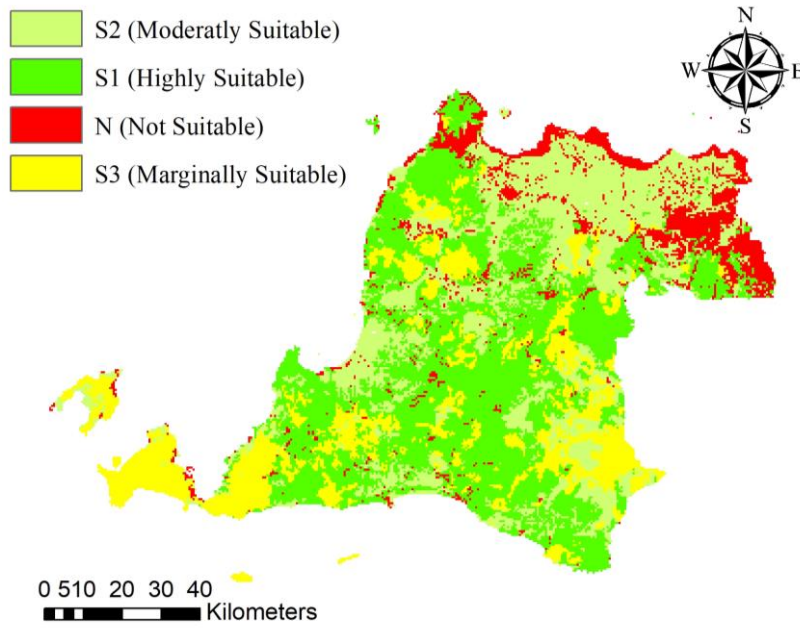 S2 (Moderatly Suitable)
S1 (Highly Suitable)
N (Not Suitable)
S3 (Marginally Suitable)
N
W E
S
0 510 20 30 40
Kilometers